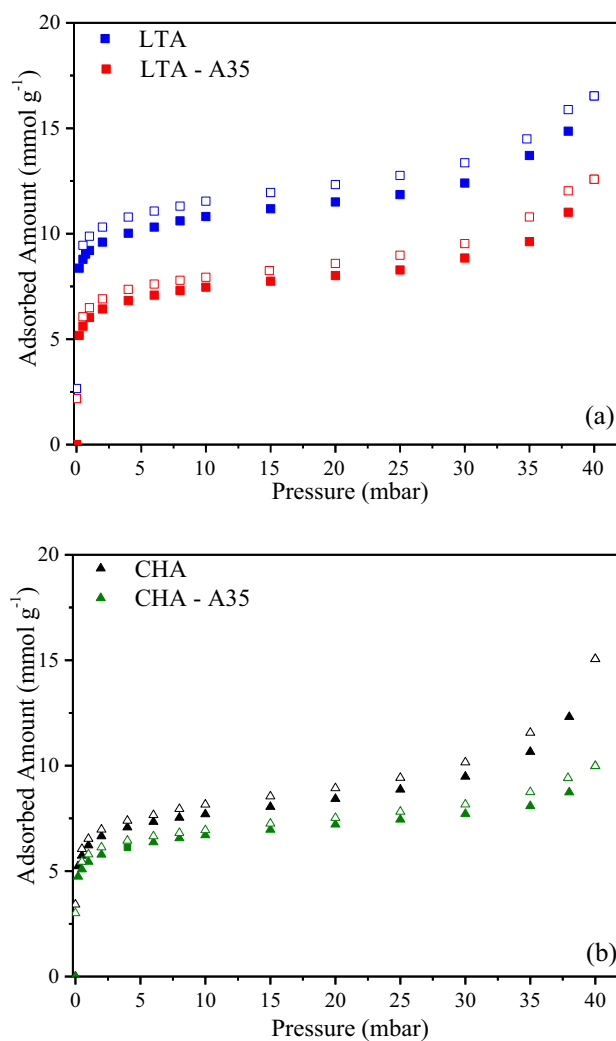 20
LTA
LTA - A35
15
10
5
0
Adsorbed Amount (mmol g-1)
(a)
0 5 10 15 20 25 30 35 40
Pressure (mbar)
20
CHA
CHA - A35
15
10
5
0
Adsorbed Amount (mmol g-1)
(b)
0 5 10 15 20 25 30 35 40
Pressure (mbar)